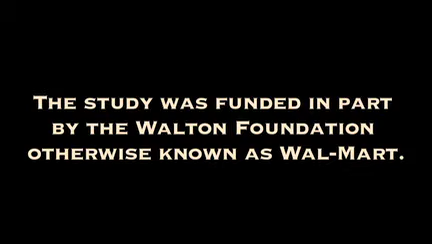 The study was funded in part
by the Walton Foundation
otherwise known as Wal-Mart.